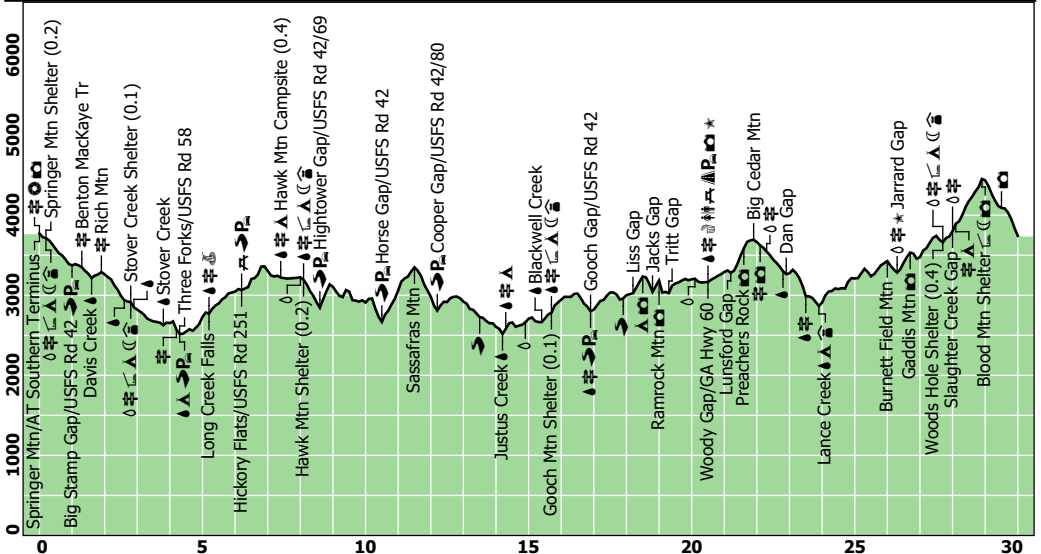 6000
5000
4000
3000
2000
1000
0
Springer Mtn/AT Southern Terminus
Springer Mtn Shelter (0.2)
Big Stamp Gap/USFS Rd 42
Benton MacKaye Tr
Davis Creek
Rich Mtn
Stover Creek Shelter (0.1)
Stover Creek
Three Forks/USFS Rd 58
Long Creek Falls
Hickory Flats/USFS Rd 251
Hawk Mtn Campsite (0.4)
Hawk Mtn Shelter (0.2)
Hightower Gap/USFS Rd 42/69
Horse Gap/USFS Rd 42
Sassafras Mtn
Cooper Gap/USFS Rd 42/80
Justus Creek
Blackwell Creek
Gooch Mtn Shelter (0.1)
Gooch Gap/USFS Rd 42
Liss Gap
Jacks Gap
Ramrock Mtn
Tritt Gap
Woody Gap/GA Hwy 60
Lunsford Gap
Preachers Rock
Big Cedar Mtn
Dan Gap
Lance Creek
Burnett Field Mtn
Jarrard Gap
Gaddis Mtn
Woods Hole Shelter (0.4)
Slaughter Creek Gap
Blood Mtn Shelter
0
5
10
15
20
25
30